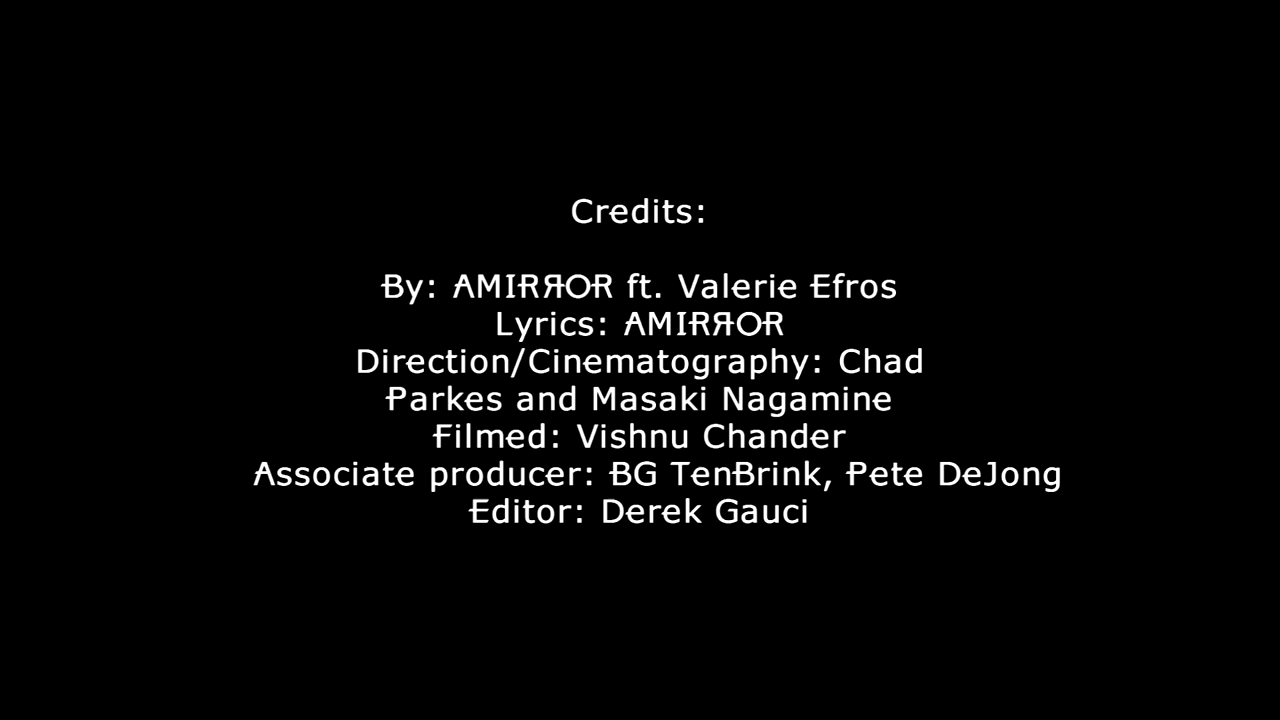 Credits:
By: AMIRЯOR ft. Valerie Efros
Lyrics: AMIRЯOR
Direction/Cinematography: Chad
Parkes and Masaki Nagamine
Filmed: Vishnu Chander
Associate producer: BG TenBrink, Pete DeJong
Editor: Derek Gauci